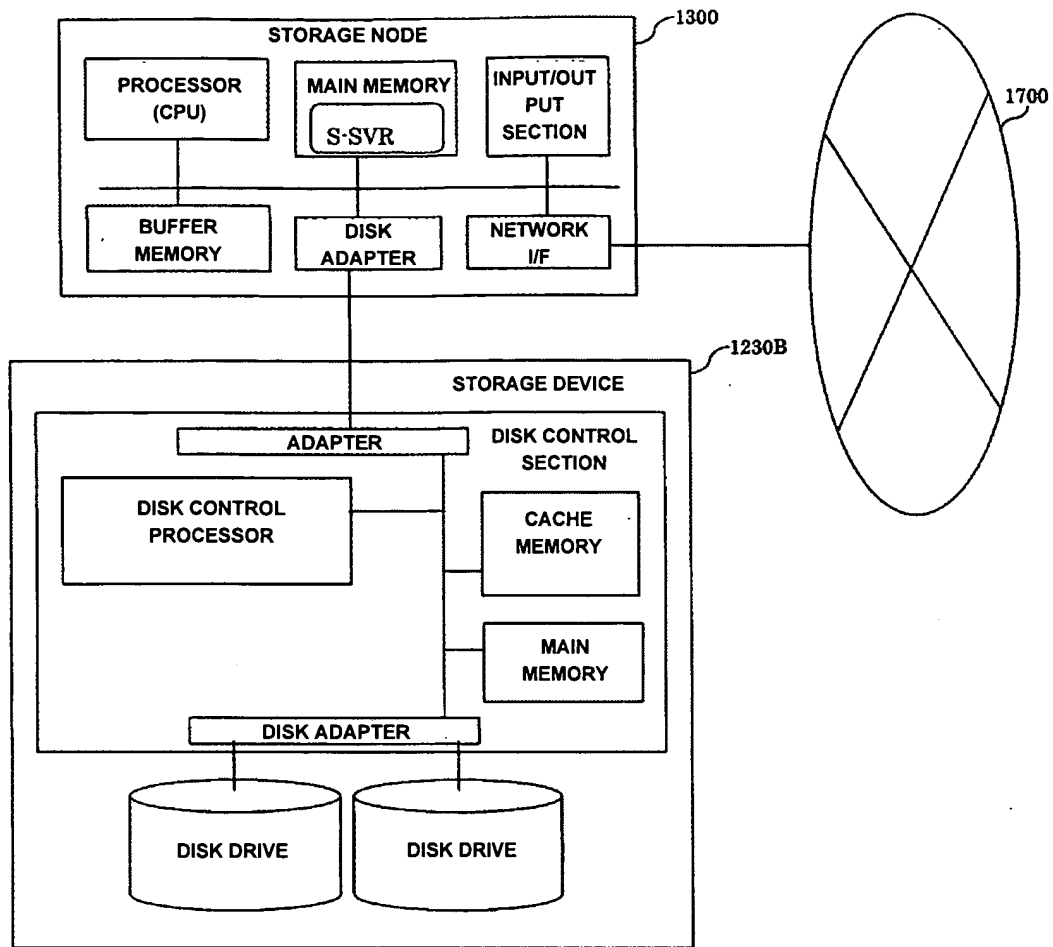 STORAGE NODE
1300
PROCESSOR
(CPU)
MAIN MEMORY
S-SVR
INPUT/OUT
PUT
SECTION
1700
BUFFER
MEMORY
DISK
ADAPTER
NETWORK
I/F
1230B
STORAGE DEVICE
ADAPTER
DISK CONTROL
SECTION
DISK CONTROL
PROCESSOR
CACHE
MEMORY
MAIN
MEMORY
DISK ADAPTER
DISK DRIVE
DISK DRIVE